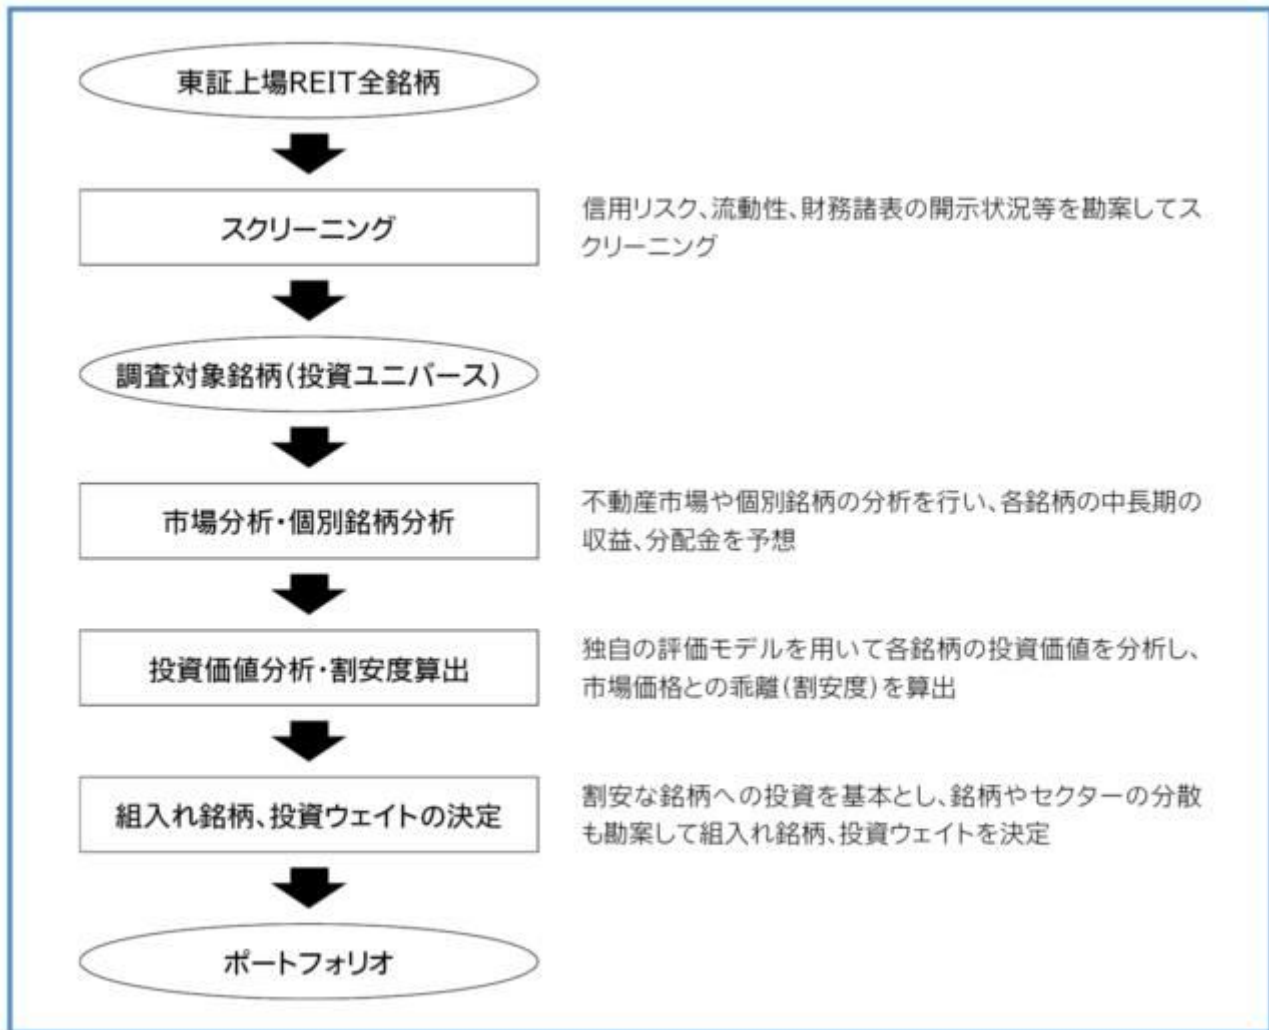 東証上場REIT全銘柄
スクリーニング
信用リスク、流動性、財務諸表の開示状況等を勘案してス
クリーニング
調査対象銘柄(投資ユニバース)
市場分析・個別銘柄分析
不動産市場や個別銘柄の分析を行い、各銘柄の中長期の
収益、分配金を予想
投資価値分析・割安度算出
独自の評価モデルを用いて各銘柄の投資価値を分析し、
市場価格との乖離(割安度)を算出
組入れ銘柄、投資ウェイトの決定
割安な銘柄への投資を基本とし、銘柄やセクターの分散
も勘案して組入れ銘柄、投資ウェイトを決定
ポートフォリオ